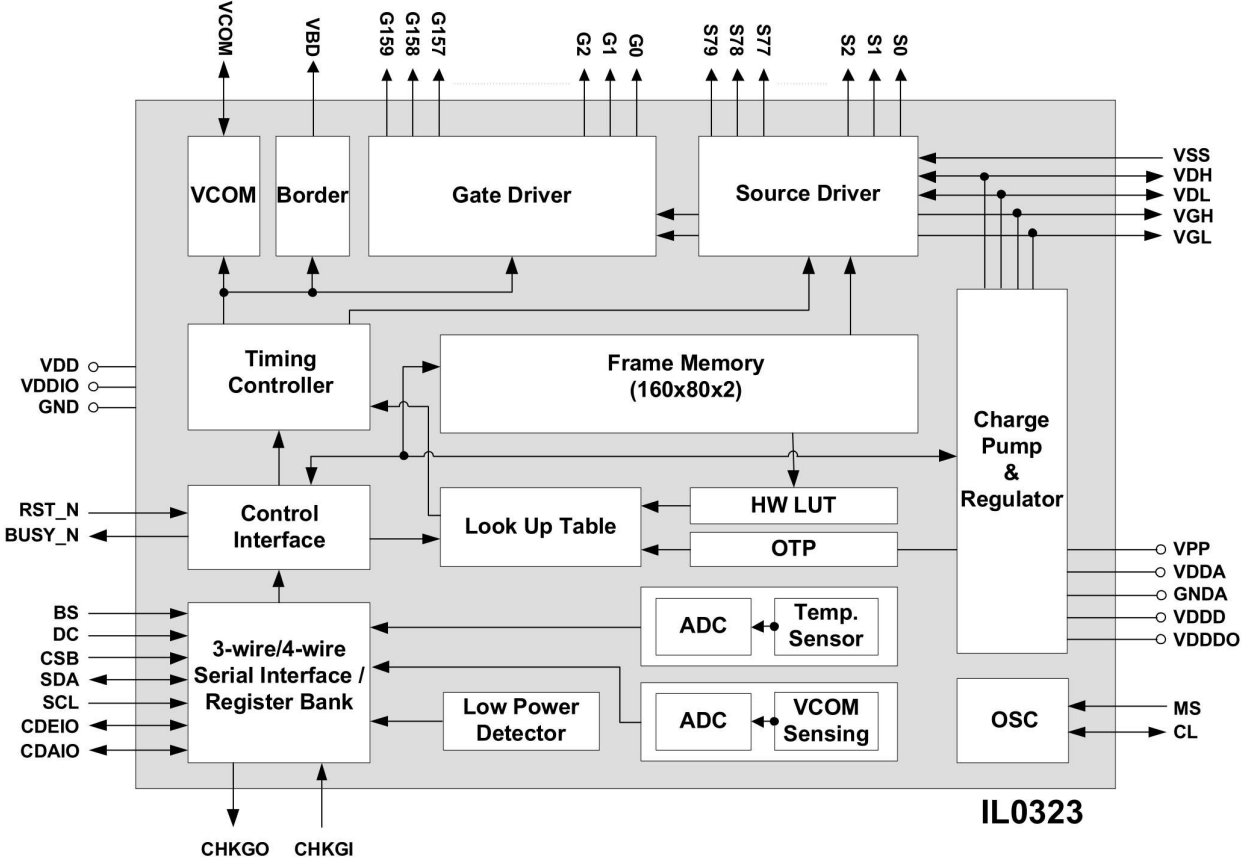 VCOM
VBD
G159
G158
G157
G2
G1
G0
S79
S78
S77
S2
S1
S0
VCOM
Border
Gate Driver
Source Driver
VSS
VDH
VDL
VGH
VGL
VDD
VDDIO
GND
Timing
Controller
Frame Memory
(160x80x2)
Charge
Pump
&
Regulator
RST_N
BUSY_N
Control
Interface
Look Up Table
HW LUT
OTP
VPP
VDDA
GNDA
VDDD
VDDDO
BS
DC
CSB
SDA
SCL
CDEIO
CDAIO
3-wire/4-wire
Serial Interface /
Register Bank
ADC
Temp.
Sensor
Low Power
Detector
ADC
VCOM
Sensing
OSC
MS
CL
IL0323
CHKGO
CHKGI